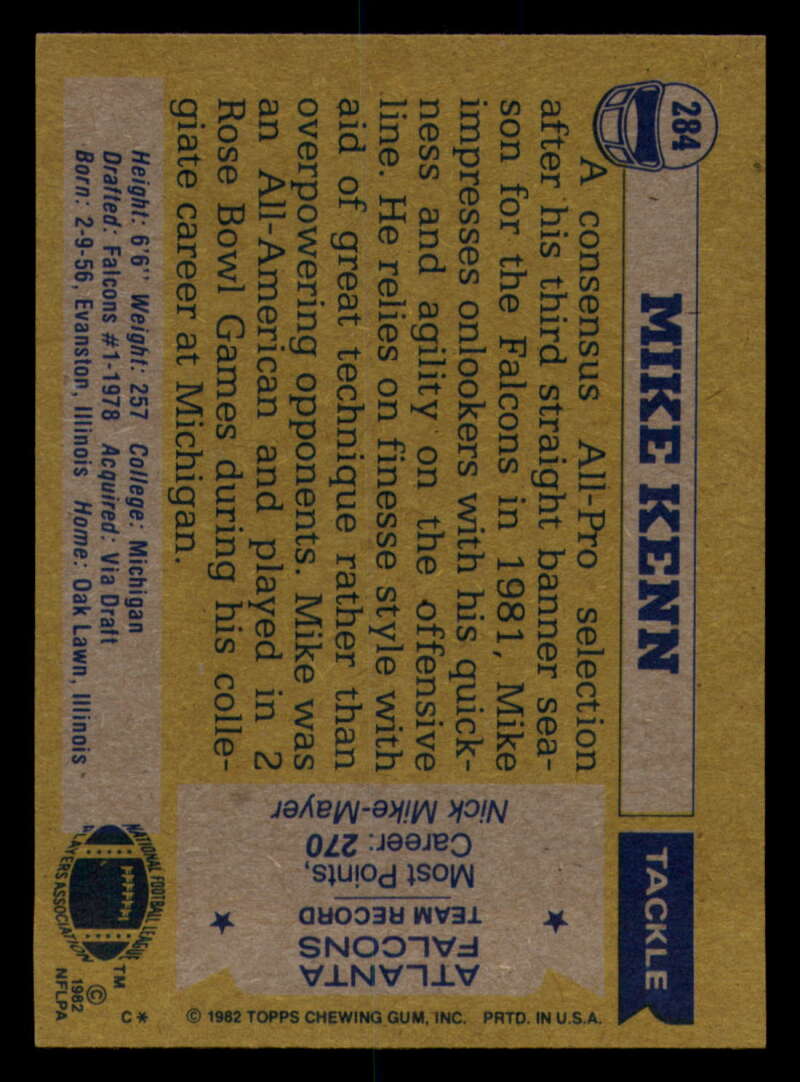 284
MIKE KENN
TACKLE
A consensus All-Pro selection
after his third straight banner sea-
son for the Falcons in 1981, Mike
impresses onlookers with his quick-
ness and agility on the offensive
line. He relies on finesse style with
aid of great technique rather than
overpowering opponents. Mike was
an All-American and played in 2
Rose Bowl Games during his colle-
giate career at Michigan.
Height: 6'6" Weight: 257 College: Michigan
Drafted: Falcons #1-1978 Acquired: Via Draft
Born: 2-9-56, Evanston, Illinois Home: Oak Lawn, Illinois
ATLANTA
FALCONS
TEAM RECORD
Most Points,
Career: 270
Nick Mike-Mayer
NATIONAL FOOTBALL LEAGUE
PLAYERS ASSOCIATION
TM
© 1982
NFLPA
C*
© 1982 TOPPS CHEWING GUM, INC. PRTD. IN U.S.A.